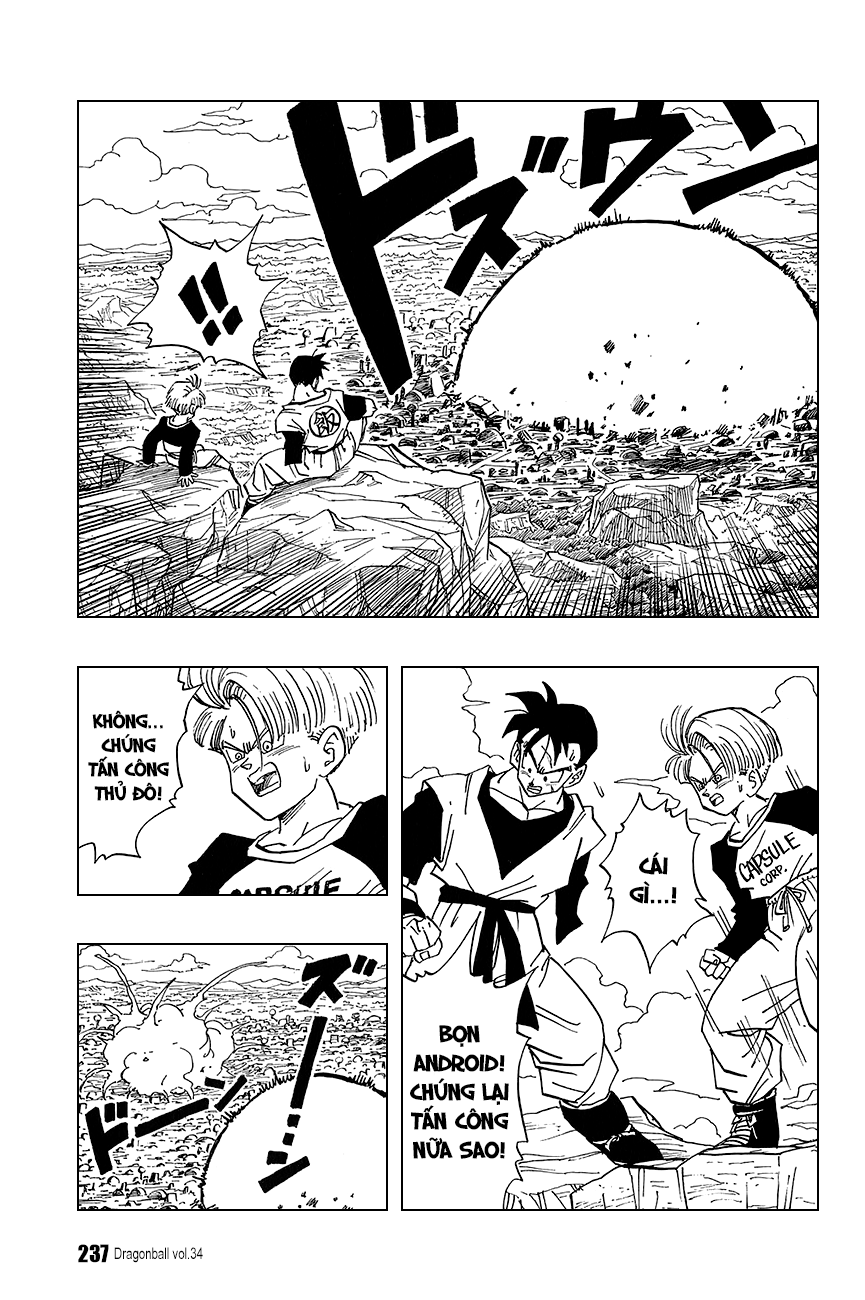 ドズウン
!!
CÁI
GÌ...!
CAPSULE
CORP.
BỌN
ANDROID!
CHÚNG LẠI
TẤN CÔNG
NỮA SAO!
KHÔNG...
CHÚNG
TẤN CÔNG
THỦ ĐÔ!
CAPSULE
ズーン
ドーン
237 Dragonball vol.34